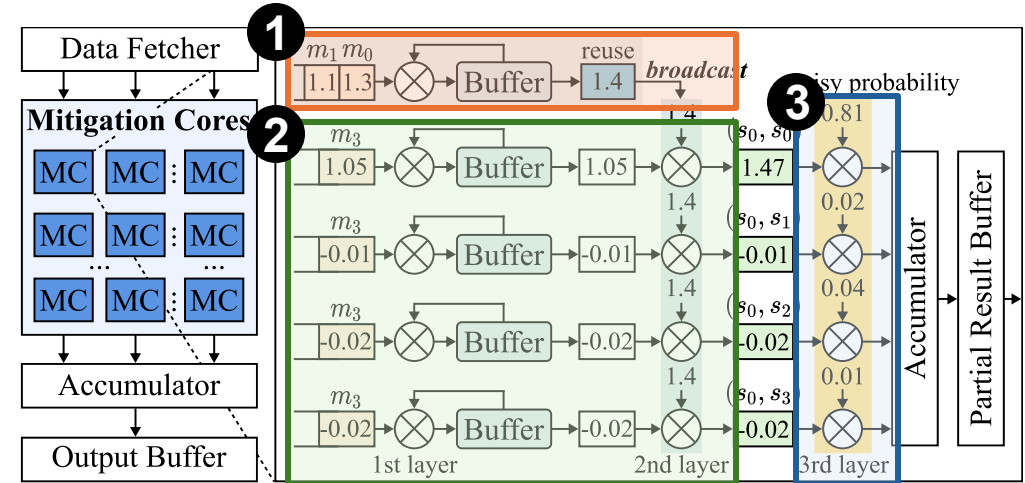 Data Fetcher
Mitigation Cores
MC MC : MC
MC MC : MC
... ...
MC MC : MC
Accumulator
Output Buffer
1
m1 m0
1.1 1.3
Buffer
reuse
1.4
broadcast
1.4
2
m3
1.05
Buffer
1.05
(s0, s0)
1.47
m3
-0.01
Buffer
-0.01
1.4
(s0, s1)
-0.01
m3
-0.02
Buffer
-0.02
1.4
(s0, s2)
-0.02
m3
-0.02
Buffer
-0.02
1.4
(s0, s3)
-0.02
1st layer
2nd layer
3
isy probability
0.81
0.02
0.04
0.01
3rd layer
Accumulator
Partial Result Buffer